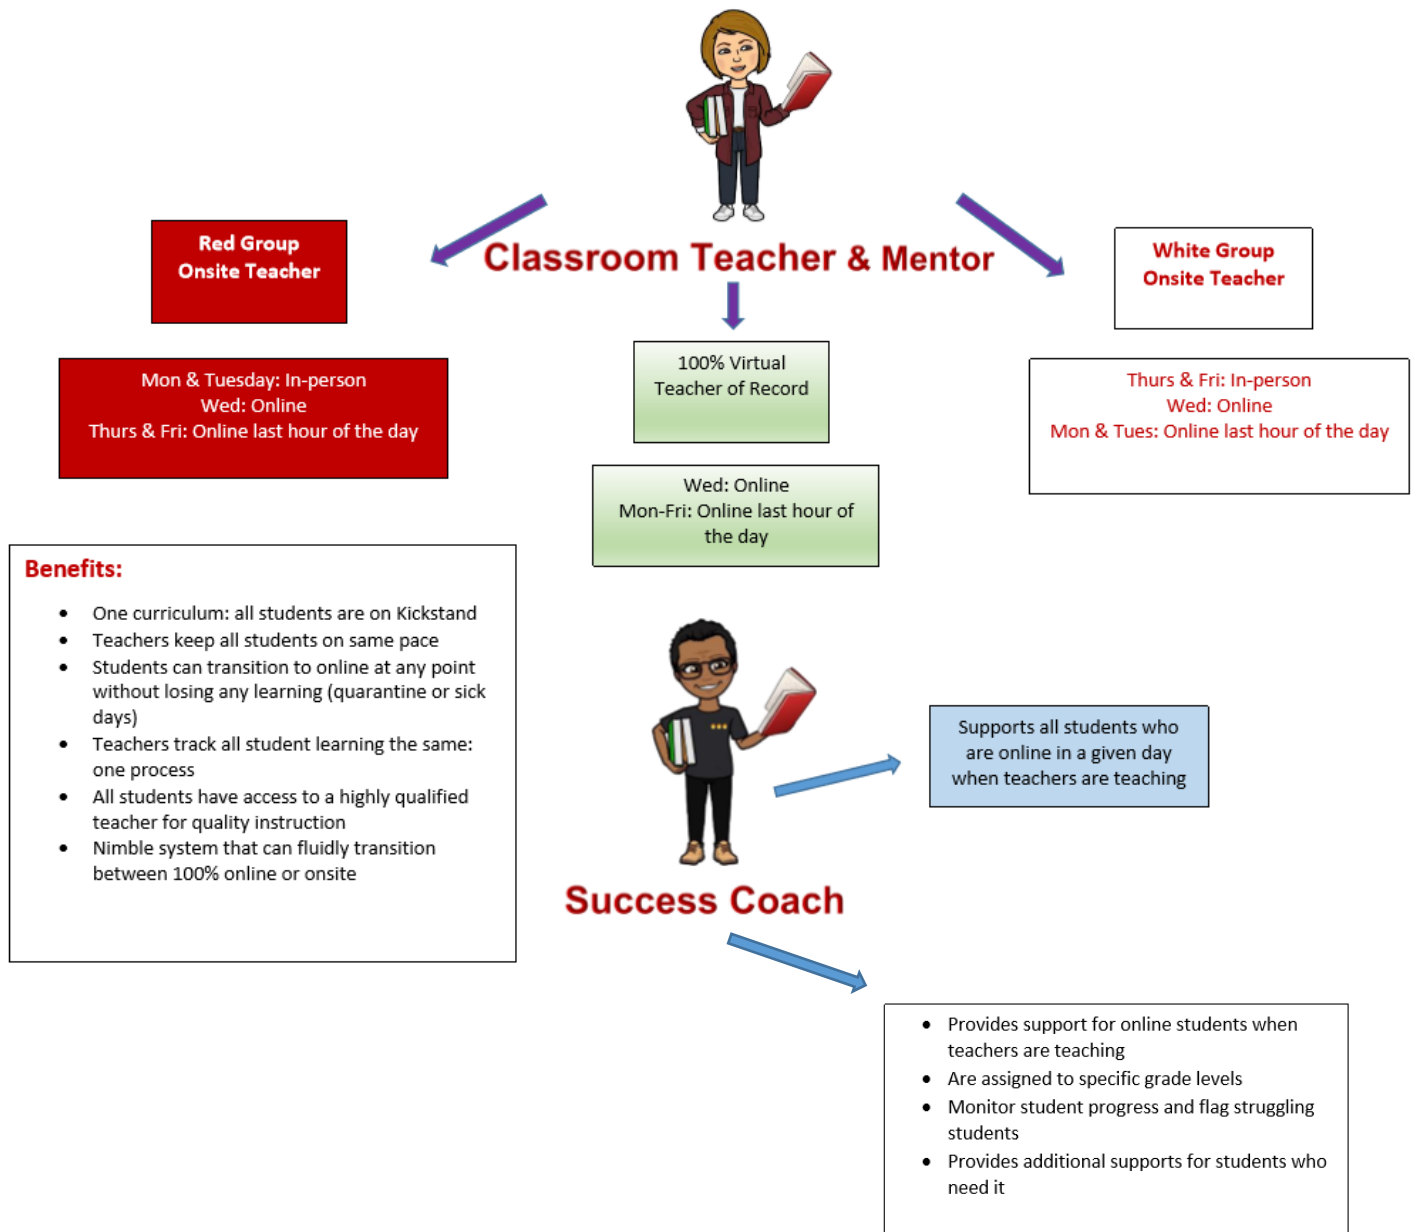 Classroom Teacher & Mentor
Red Group
Onsite Teacher
Mon & Tuesday: In-person
Wed: Online
Thurs & Fri: Online last hour of the day
100% Virtual
Teacher of Record
Wed: Online
Mon-Fri: Online last hour of
the day
White Group
Onsite Teacher
Thurs & Fri: In-person
Wed: Online
Mon & Tues: Online last hour of the day
Benefits:
• One curriculum: all students are on Kickstand
• Teachers keep all students on same pace
• Students can transition to online at any point
without losing any learning (quarantine or sick
days)
• Teachers track all student learning the same:
one process
• All students have access to a highly qualified
teacher for quality instruction
• Nimble system that can fluidly transition
between 100% online or onsite
Success Coach
Supports all students who
are online in a given day
when teachers are teaching
• Provides support for online students when
teachers are teaching
• Are assigned to specific grade levels
• Monitor student progress and flag struggling
students
• Provides additional supports for students who
need it